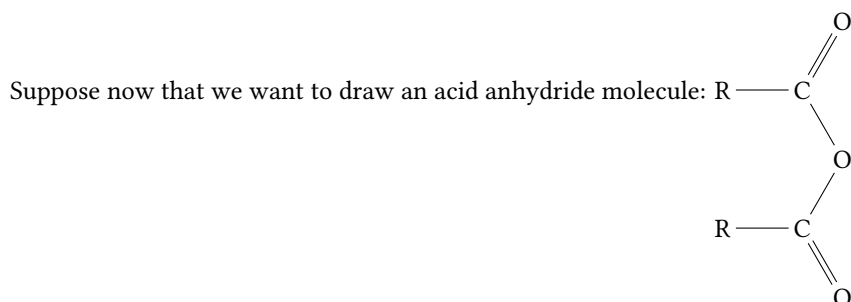 O
Suppose now that we want to draw an acid anhydride molecule: R C
O
R C
O